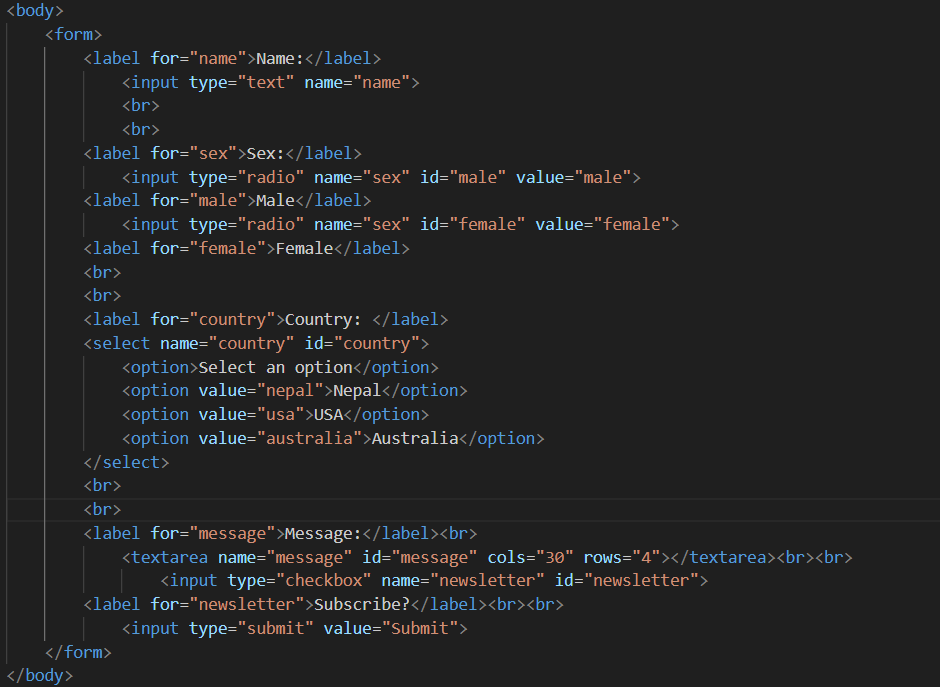 <body>
    <form>
        <label for="name">Name:</label>
            <input type="text" name="name">
            <br>
            <br>
        <label for="sex">Sex:</label>
            <input type="radio" name="sex" id="male" value="male">
        <label for="male">Male</label>
            <input type="radio" name="sex" id="female" value="female">
        <label for="female">Female</label>
        <br>
        <br>
        <label for="country">Country: </label>
        <select name="country" id="country">
            <option>Select an option</option>
            <option value="nepal">Nepal</option>
            <option value="usa">USA</option>
            <option value="australia">Australia</option>
        </select>
        <br>
        <br>
        <label for="message">Message:</label><br>
            <textarea name="message" id="message" cols="30" rows="4"></textarea><br><br>
                <input type="checkbox" name="newsletter" id="newsletter">
        <label for="newsletter">Subscribe?</label><br><br>
            <input type="submit" value="Submit">
    </form>
</body>